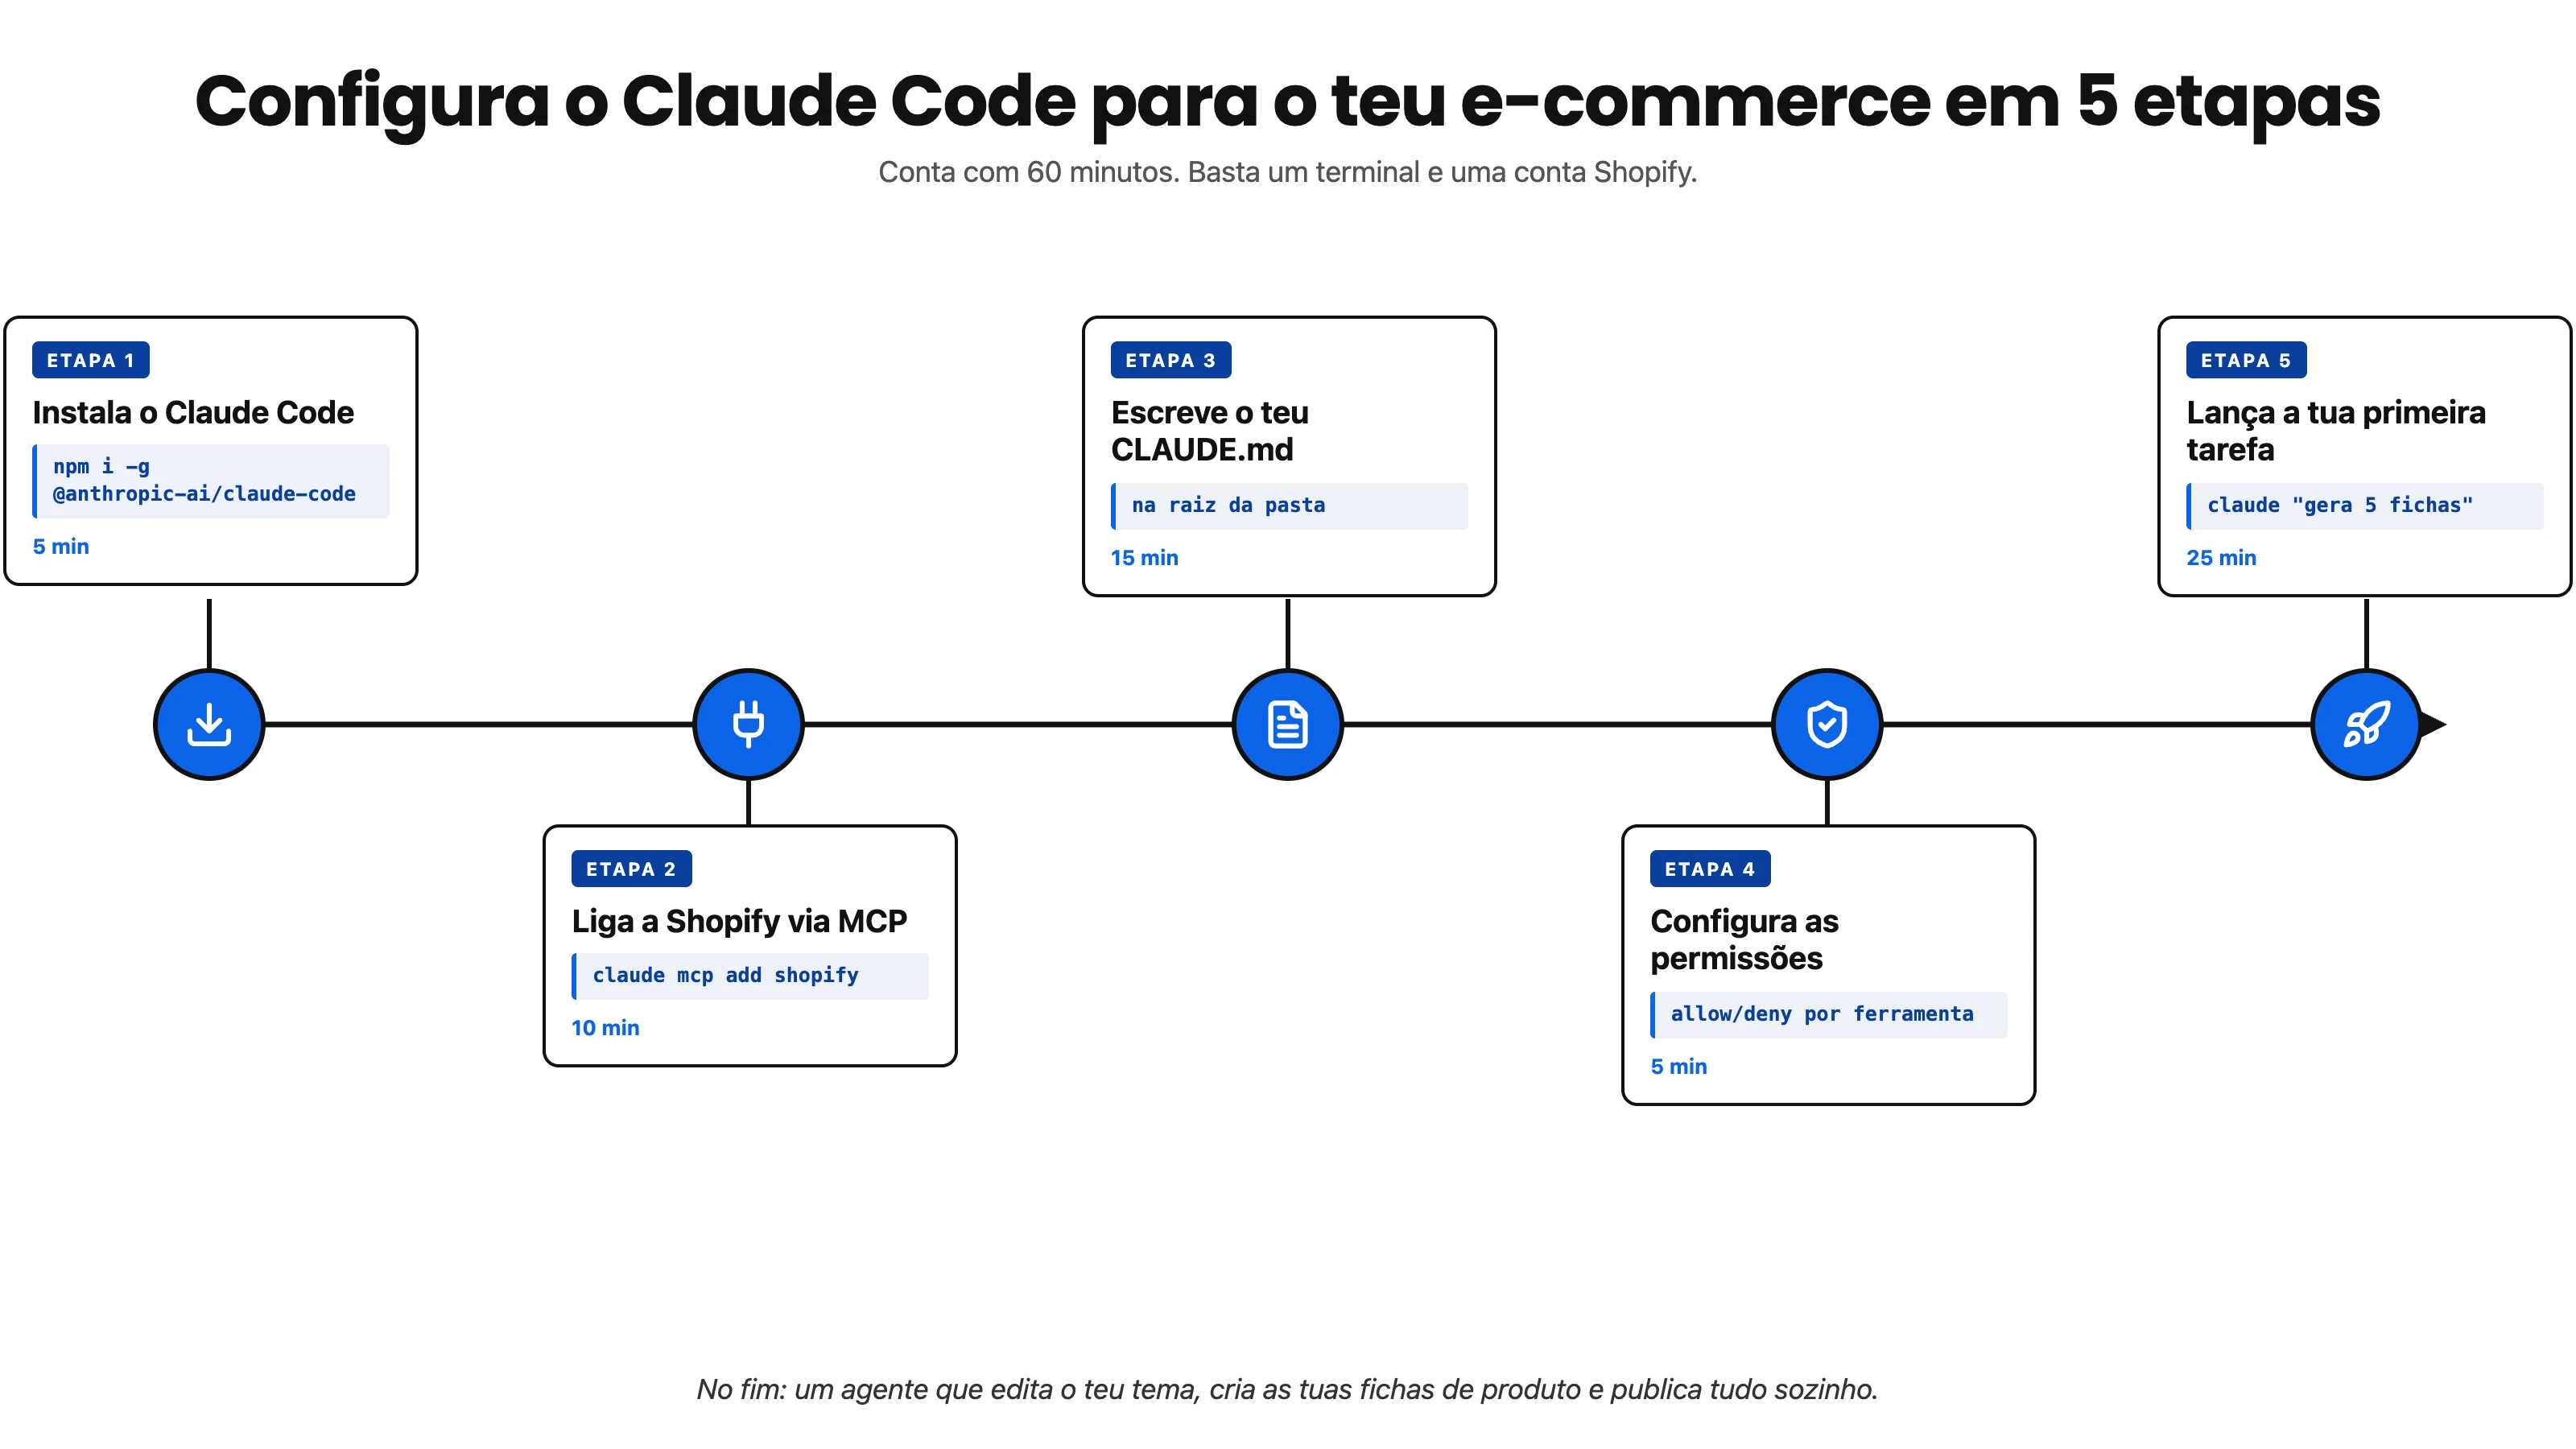 Configura o Claude Code para o teu e-commerce em 5 etapas
Conta com 60 minutos. Basta um terminal e uma conta Shopify.
ETAPA 1
Instala o Claude Code
npm i -g
@anthropic-ai/claude-code
5 min
ETAPA 2
Liga a Shopify via MCP
claude mcp add shopify
10 min
ETAPA 3
Escreve o teu
CLAUDE.md
na raiz da pasta
15 min
ETAPA 4
Configura as
permissões
allow/deny por ferramenta
5 min
ETAPA 5
Lança a tua primeira
tarefa
claude "gera 5 fichas"
25 min
No fim: um agente que edita o teu tema, cria as tuas fichas de produto e publica tudo sozinho.